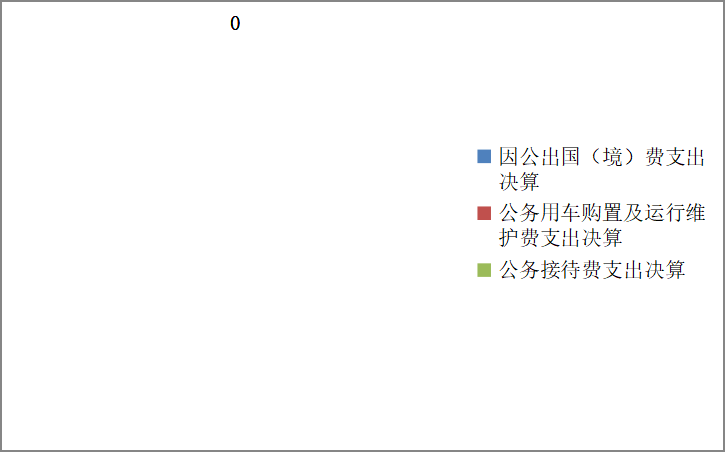 0
因公出国（境）费支出
决算
公务用车购置及运行维
护费支出决算
公务接待费支出决算